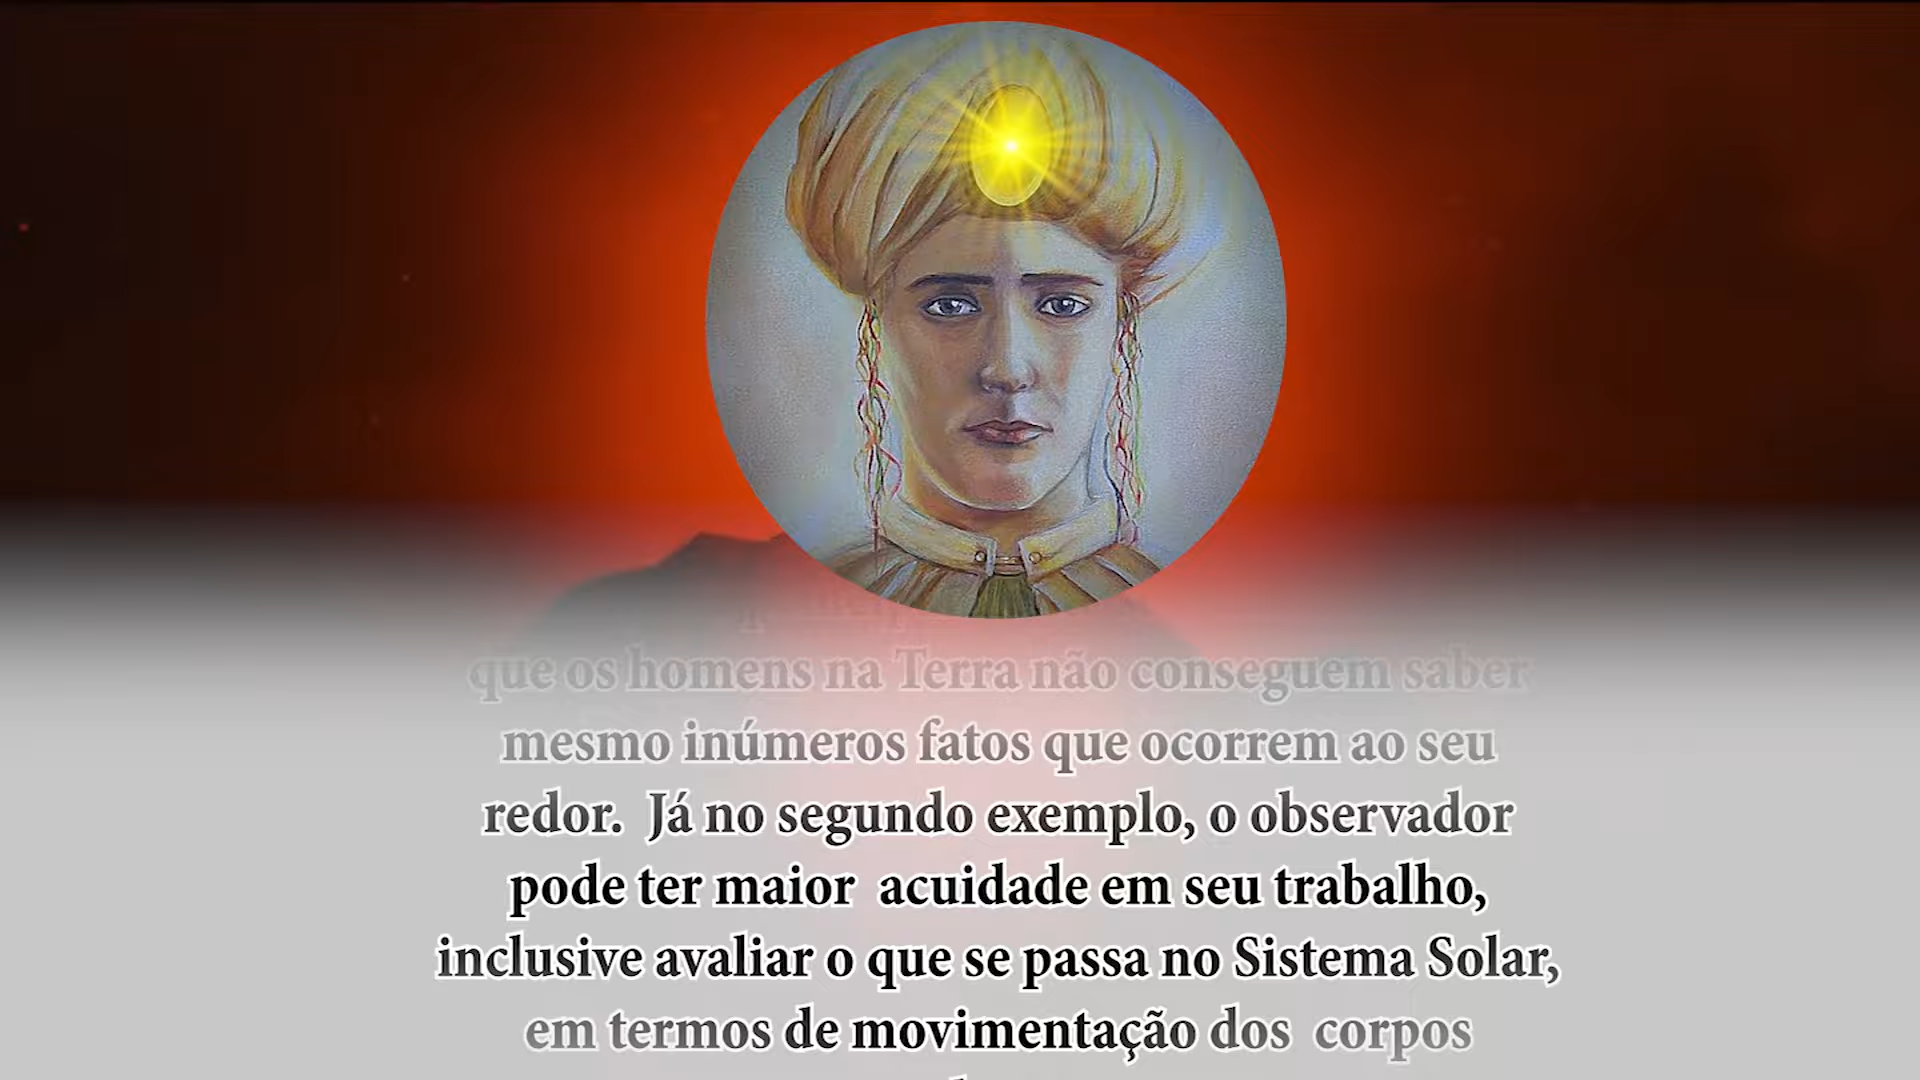 que os homens na Terra não conseguem saber
mesmo inúmeros fatos que ocorrem ao seu
redor. Já no segundo exemplo, o observador
pode ter maior acuidade em seu trabalho,
inclusive avaliar o que se passa no Sistema Solar,
em termos de movimentação dos corpos